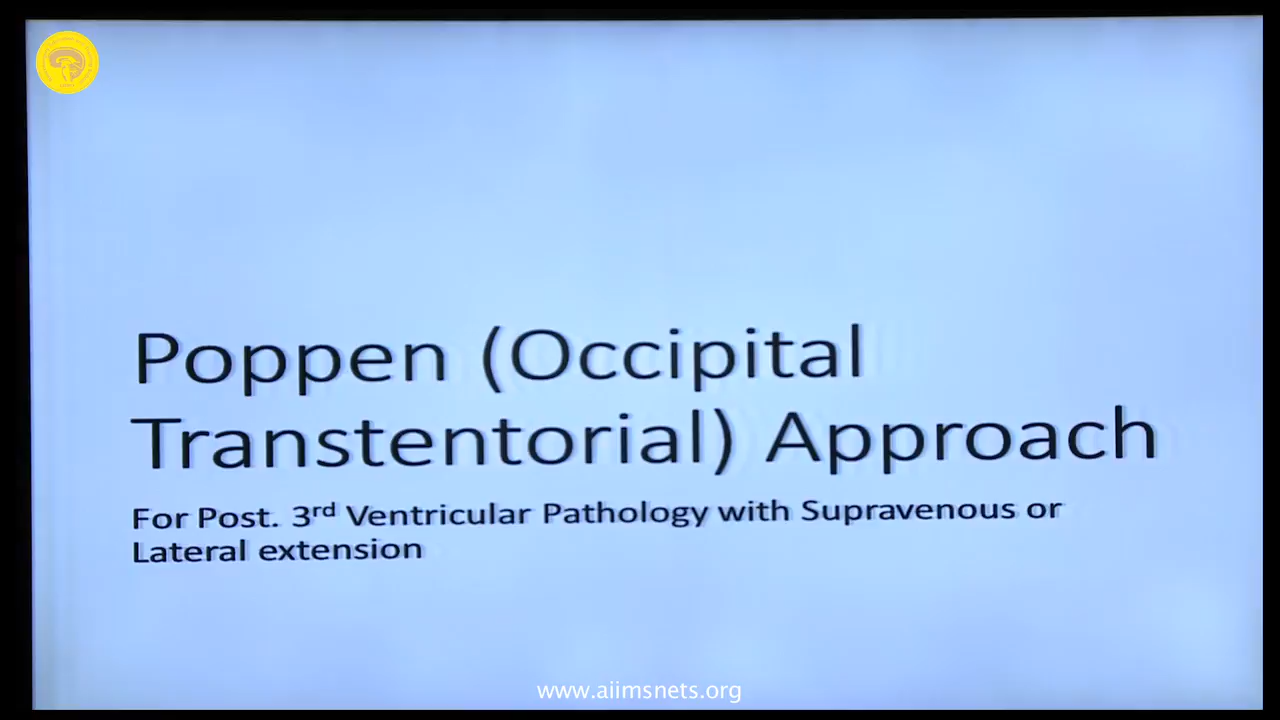 Poppen (Occipital
Transtentorial) Approach
For Post. 3rd Ventricular Pathology with Supravenous or
Lateral extension
www.aiimsnets.org